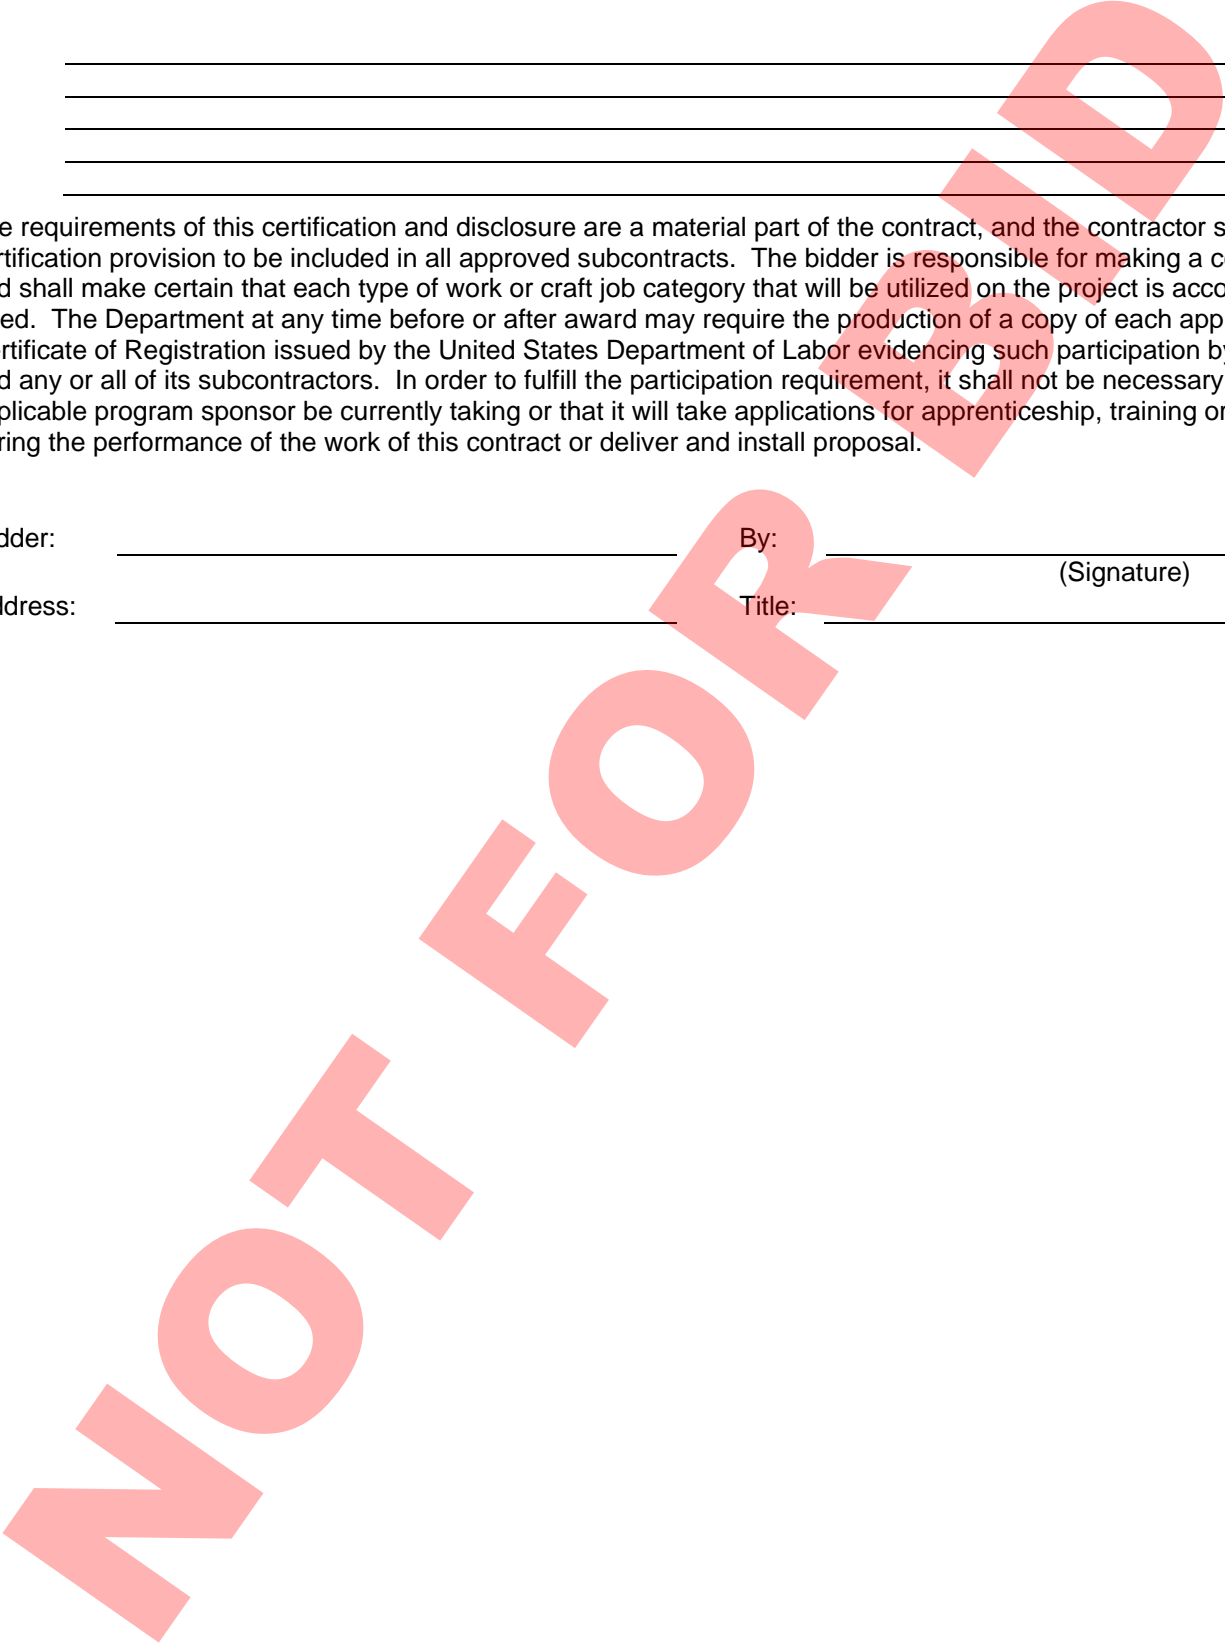 e requirements of this certification and disclosure are a material part of the contract, and the contractor s
rtification provision to be included in all approved subcontracts.  The bidder is responsible for making a c
d shall make certain that each type of work or craft job category that will be utilized on the project is acco
ed.  The Department at any time before or after award may require the production of a copy of each app
ertificate of Registration issued by the United States Department of Labor evidencing such participation by
d any or all of its subcontractors.  In order to fulfill the participation requirement, it shall not be necessary
plicable program sponsor be currently taking or that it will take applications for apprenticeship, training or
ring the performance of the work of this contract or deliver and install proposal.
dder: By:
(Signature)
ddress: Title:
NOT FOR BID